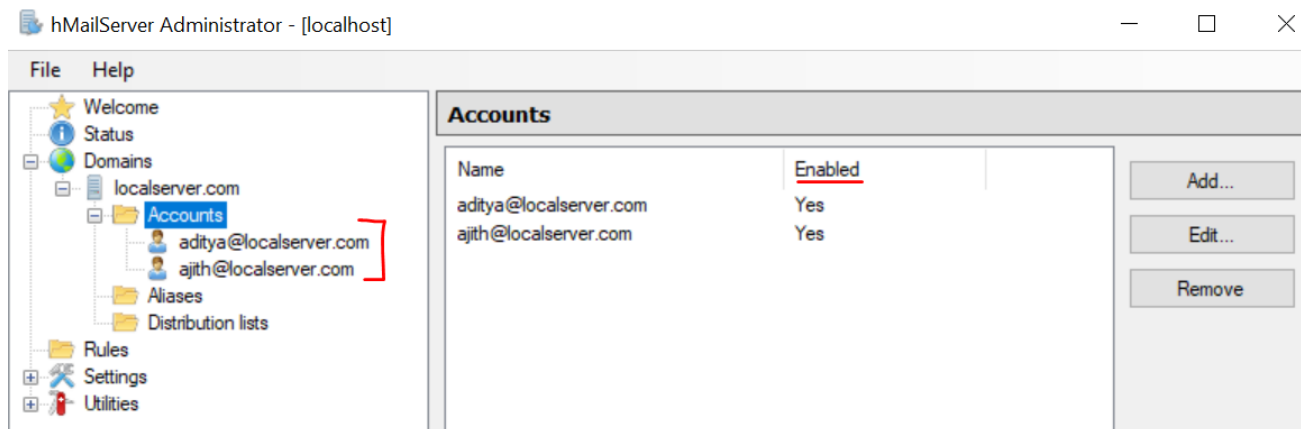 hMailServer Administrator - [localhost]
File Help
Welcome
Status
Domains
localserver.com
Accounts
aditya@localserver.com
ajith@localserver.com
Aliases
Distribution lists
Rules
Settings
Utilities
Accounts
Name Enabled
aditya@localserver.com Yes
ajith@localserver.com Yes
Add...
Edit...
Remove